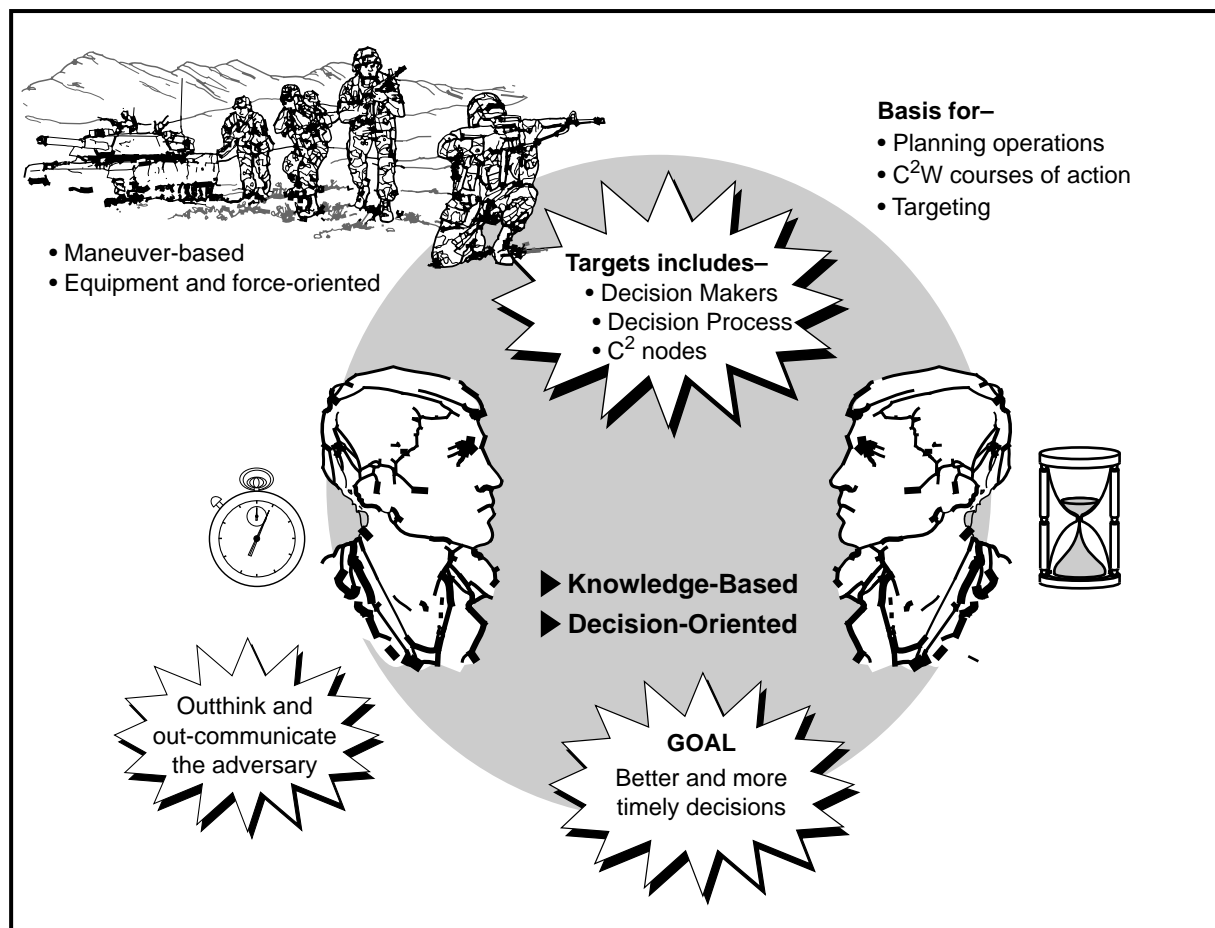 Basis for–
• Planning operations
• C²W courses of action
• Targeting
• Maneuver-based
• Equipment and force-oriented
Targets includes–
• Decision Makers
• Decision Process
• C² nodes
▶ Knowledge-Based
▶ Decision-Oriented
Outthink and
out-communicate
the adversary
GOAL
Better and more
timely decisions